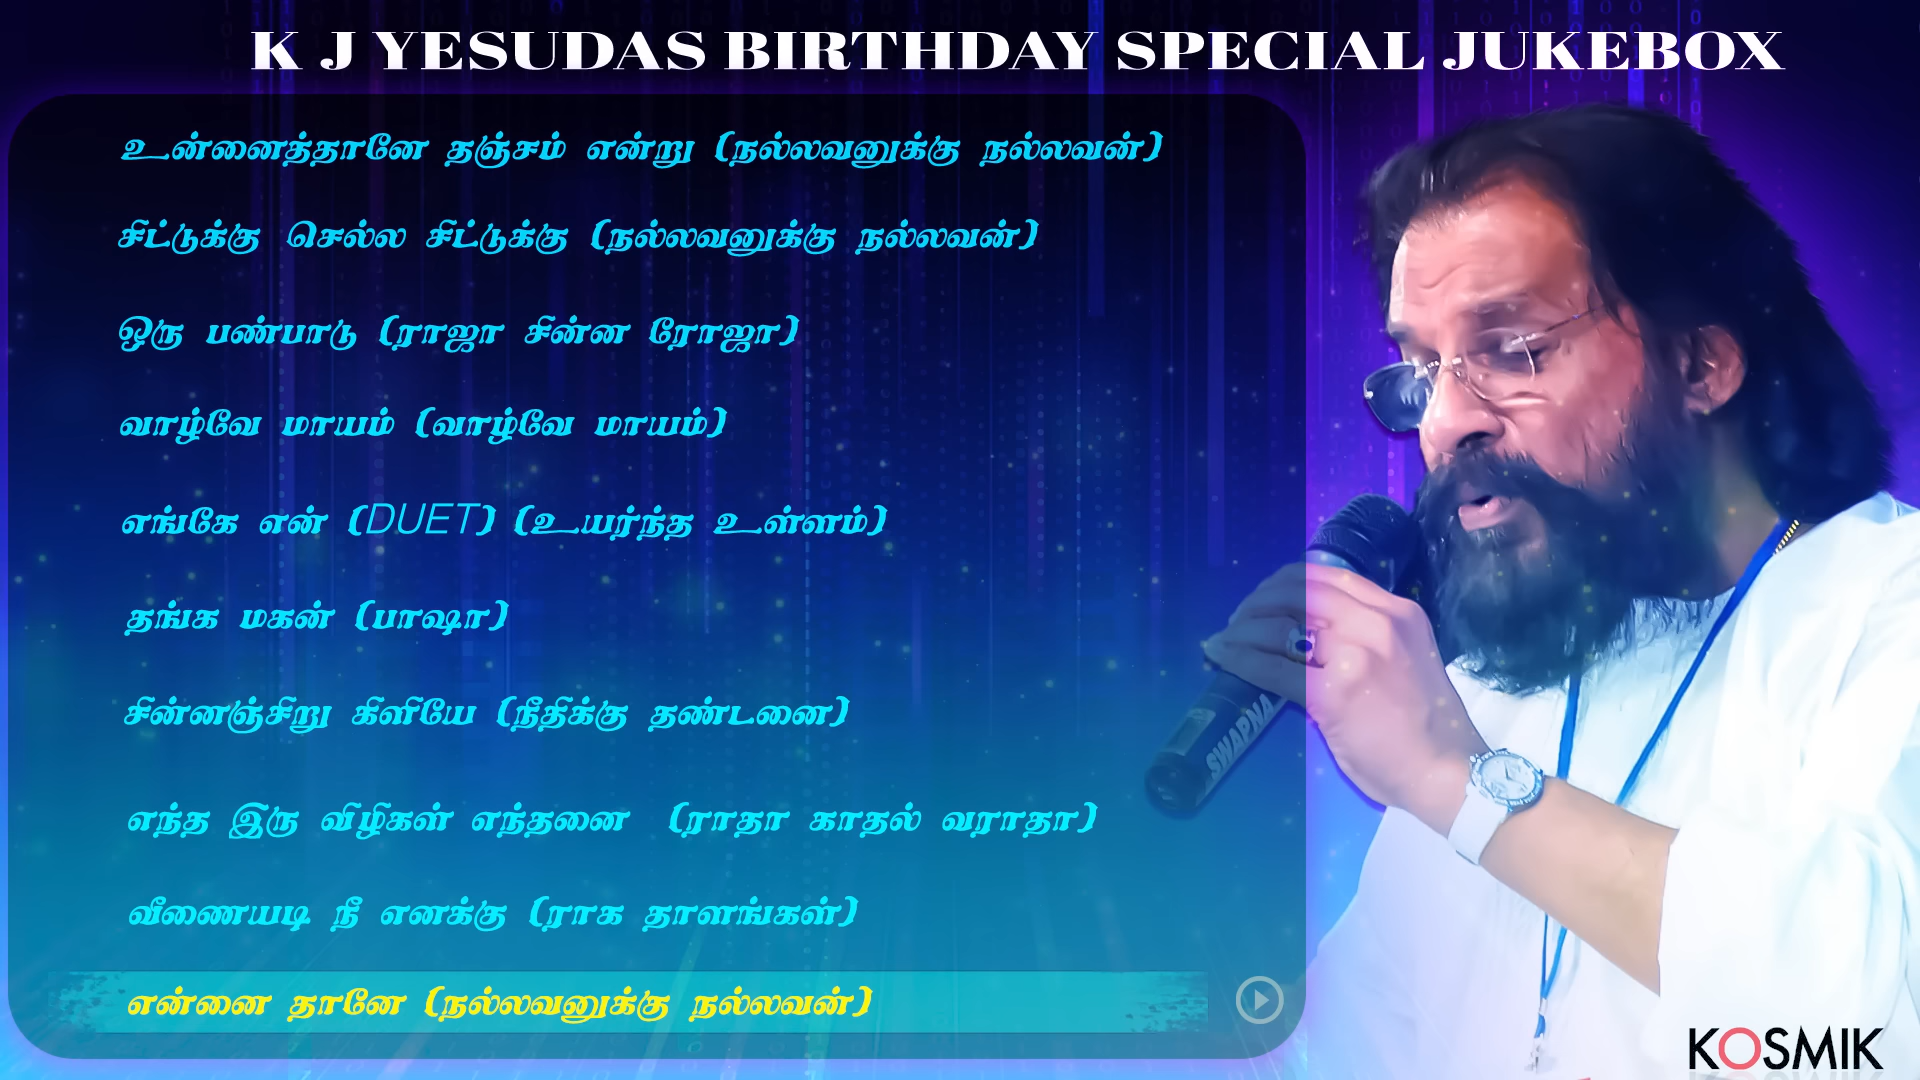 K J YESUDAS BIRTHDAY SPECIAL JUKEBOX
உன்னைத்தானே தஞ்சம் என்று (நல்லவனுக்கு நல்லவன்)
சிட்டுக்கு செல்ல சிட்டுக்கு (நல்லவனுக்கு நல்லவன்)
ஒரு பண்பாடு (ராஜா சின்ன ரோஜா)
வாழ்வே மாயம் (வாழ்வே மாயம்)
எங்கே என் (DUET) (உயர்ந்த உள்ளம்)
தங்க மகன் (பாஷா)
சின்னஞ்சிறு கிளியே (நீதிக்கு தண்டனை)
SWAPNA
எந்த இரு விழிகள் எந்தனை (ராதா காதல் வராதா)
வீணையடி நீ எனக்கு (ராக தாளங்கள்)
என்னை தானே (நல்லவனுக்கு நல்லவன்)
KOSMIK